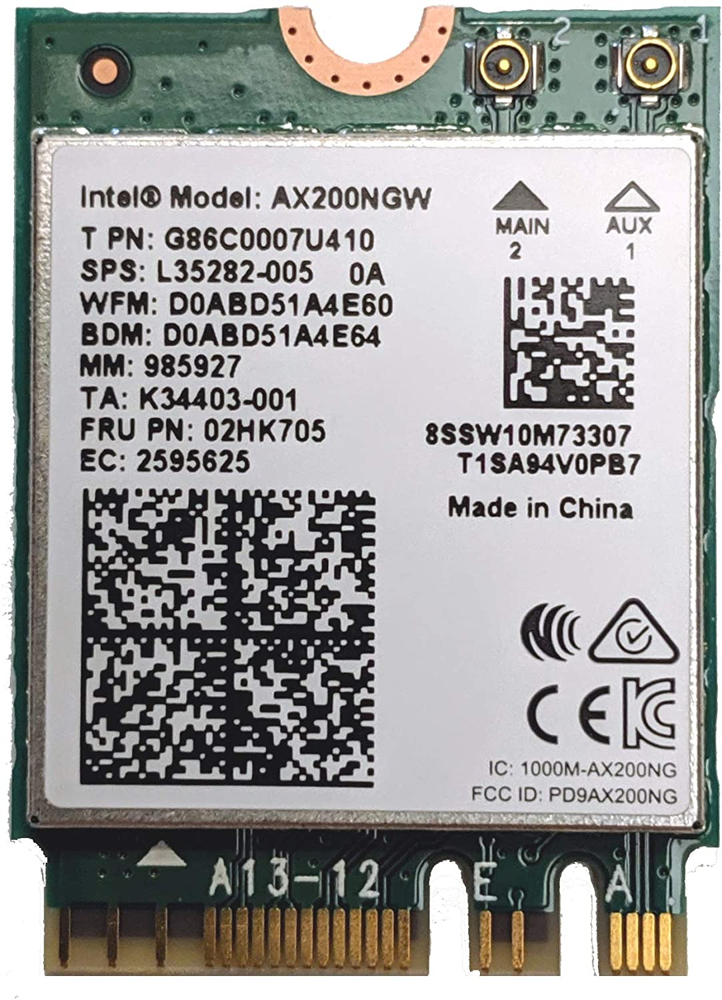 2 1
Intel® Model: AX200NGW
T PN: G86C0007U410
SPS: L35282-005 0A
WFM: D0ABD51A4E60
BDM: D0ABD51A4E64
MM: 985927
TA: K34403-001
FRU PN: 02HK705
EC: 2595625
MAIN AUX
2 1
8SSW10M73307
T1SA94V0PB7
Made in China
CE
IC: 1000M-AX200NG
FCC ID: PD9AX200NG
A13-12 E A